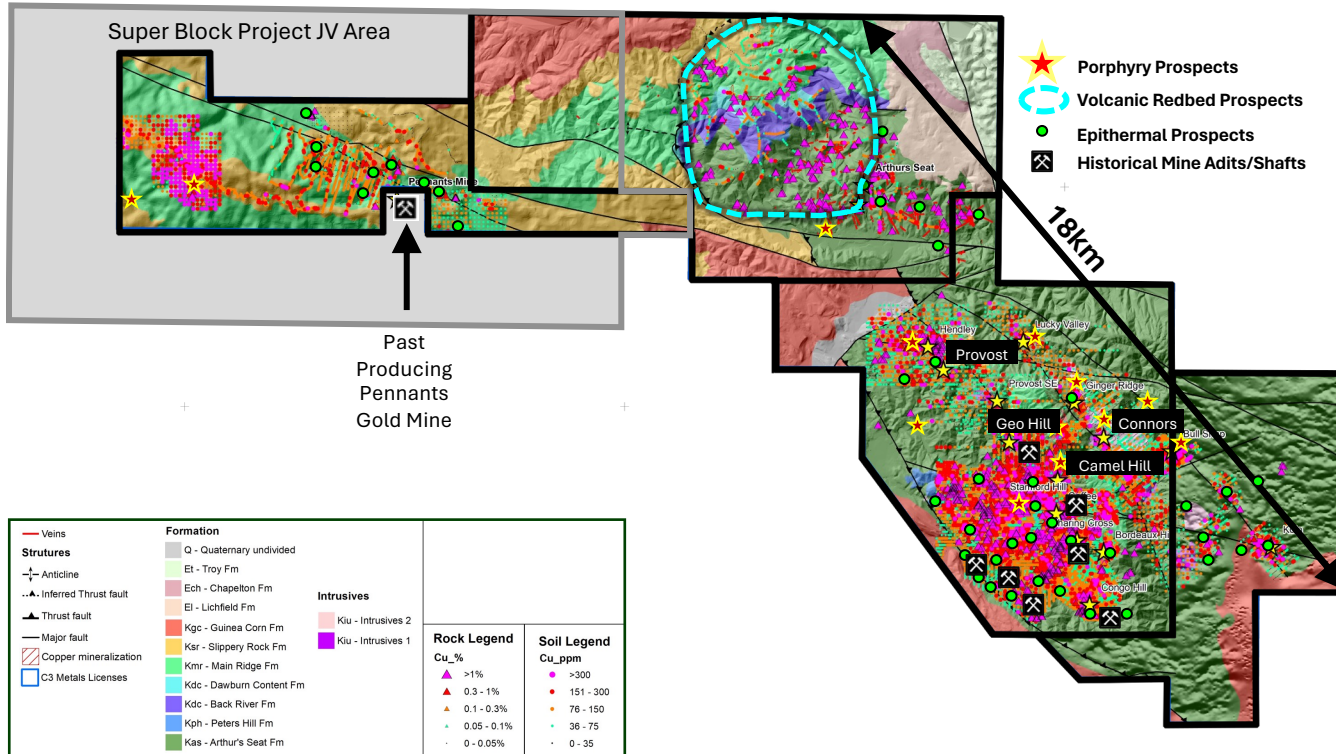 Super Block Project JV Area
Porphyry Prospects
Volcanic Redbed Prospects
Epithermal Prospects
Historical Mine Adits/Shafts
Arthurs Seat
Pennants Mine
18km
Past
Producing
Pennants
Gold Mine
Hendley
Lucky Valley
Provost
Provost SE
Ginger Ridge
Geo Hill
Connors
Camel Hill
Stamford Hill
haring Cross
Bordeaux Hi
Congo Hill
Veins
Strutures
Anticline
Inferred Thrust fault
Thrust fault
Major fault
Copper mineralization
C3 Metals Licenses
Formation
Q - Quaternary undivided
Et - Troy Fm
Ech - Chapelton Fm
El - Lichfield Fm
Kgc - Guinea Corn Fm
Ksr - Slippery Rock Fm
Kmr - Main Ridge Fm
Kdc - Dawburn Content Fm
Kdc - Back River Fm
Kph - Peters Hill Fm
Kas - Arthur's Seat Fm
Intrusives
Kiu - Intrusives 2
Kiu - Intrusives 1
Rock Legend
Cu_%
>1%
0.3 - 1%
0.1 - 0.3%
0.05 - 0.1%
0 - 0.05%
Soil Legend
Cu_ppm
>300
151 - 300
76 - 150
36 - 75
0 - 35